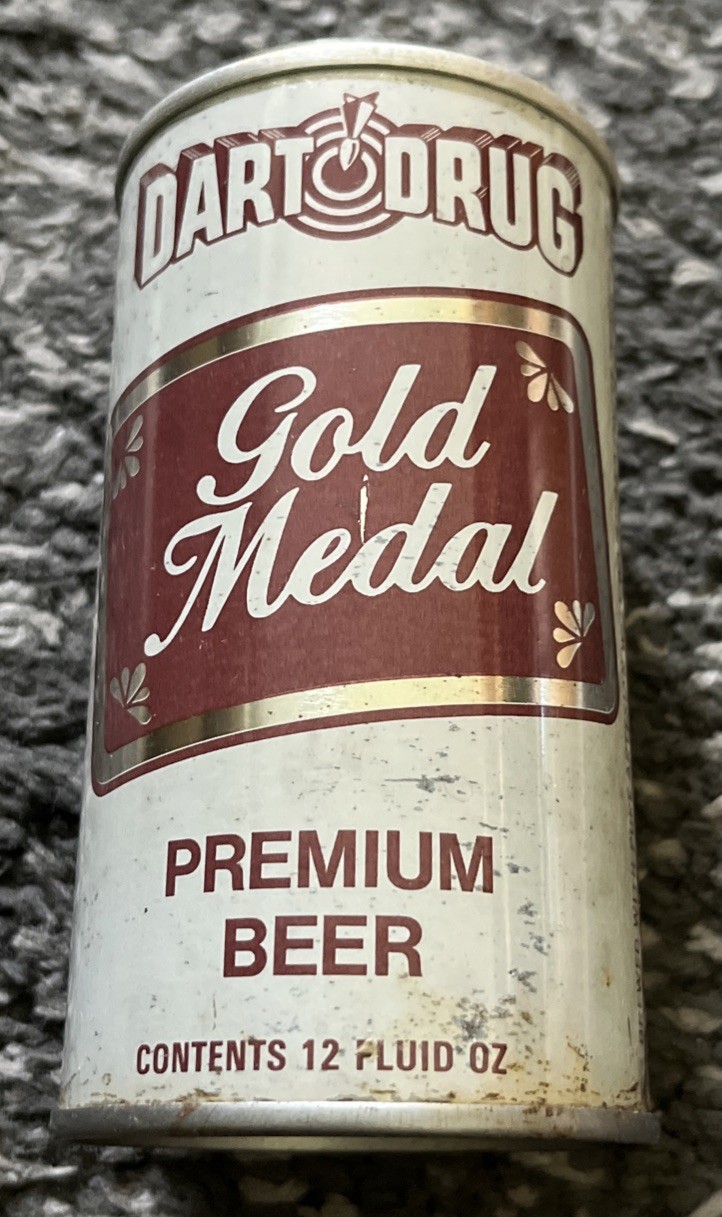 DART DRUG
Gold
Medal
PREMIUM
BEER
CONTENTS 12 FLUID OZ